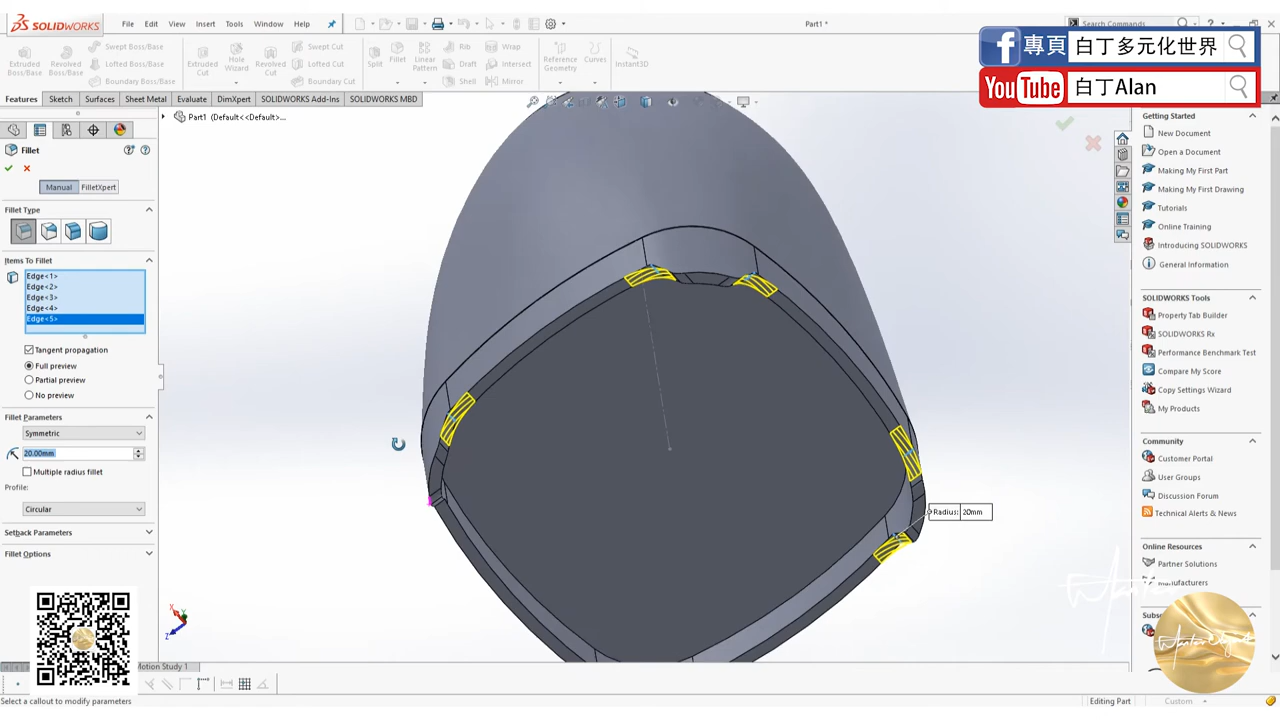 SOLIDWORKS File Edit View Insert Tools Window Help
Part1 *
Search Commands
Extruded Boss/Base
Revolved Boss/Base
Swept Boss/Base
Lofted Boss/Base
Boundary Boss/Base
Extruded Cut
Hole Wizard
Revolved Cut
Swept Cut
Lofted Cut
Boundary Cut
Split
Fillet
Linear Pattern
Rib
Draft
Shell
Wrap
Intersect
Mirror
Reference Geometry
Curves
Instant3D
專頁 白丁多元化世界
YouTube 白丁Alan
Features Sketch Surfaces Sheet Metal Evaluate DimXpert SOLIDWORKS Add-Ins SOLIDWORKS MBD
Part1 (Default<<Default>...
Fillet
Manual FilletXpert
Fillet Type
Items To Fillet
Edge<1>
Edge<2>
Edge<3>
Edge<4>
Edge<5>
Tangent propagation
Full preview
Partial preview
No preview
Fillet Parameters
Symmetric
20.00mm
Multiple radius fillet
Profile:
Circular
Setback Parameters
Fillet Options
Radius: 20mm
Getting Started
New Document
Open a Document
Making My First Part
Making My First Drawing
Tutorials
Online Training
Introducing SOLIDWORKS
General Information
SOLIDWORKS Tools
Property Tab Builder
SOLIDWORKS Rx
Performance Benchmark Test
Compare My Score
Copy Settings Wizard
My Products
Community
Customer Portal
User Groups
Discussion Forum
Technical Alerts & News
Online Resources
Partner Solutions
Manufacturers
Motion Study 1
Select a callout to modify parameters
Editing Part
Custom